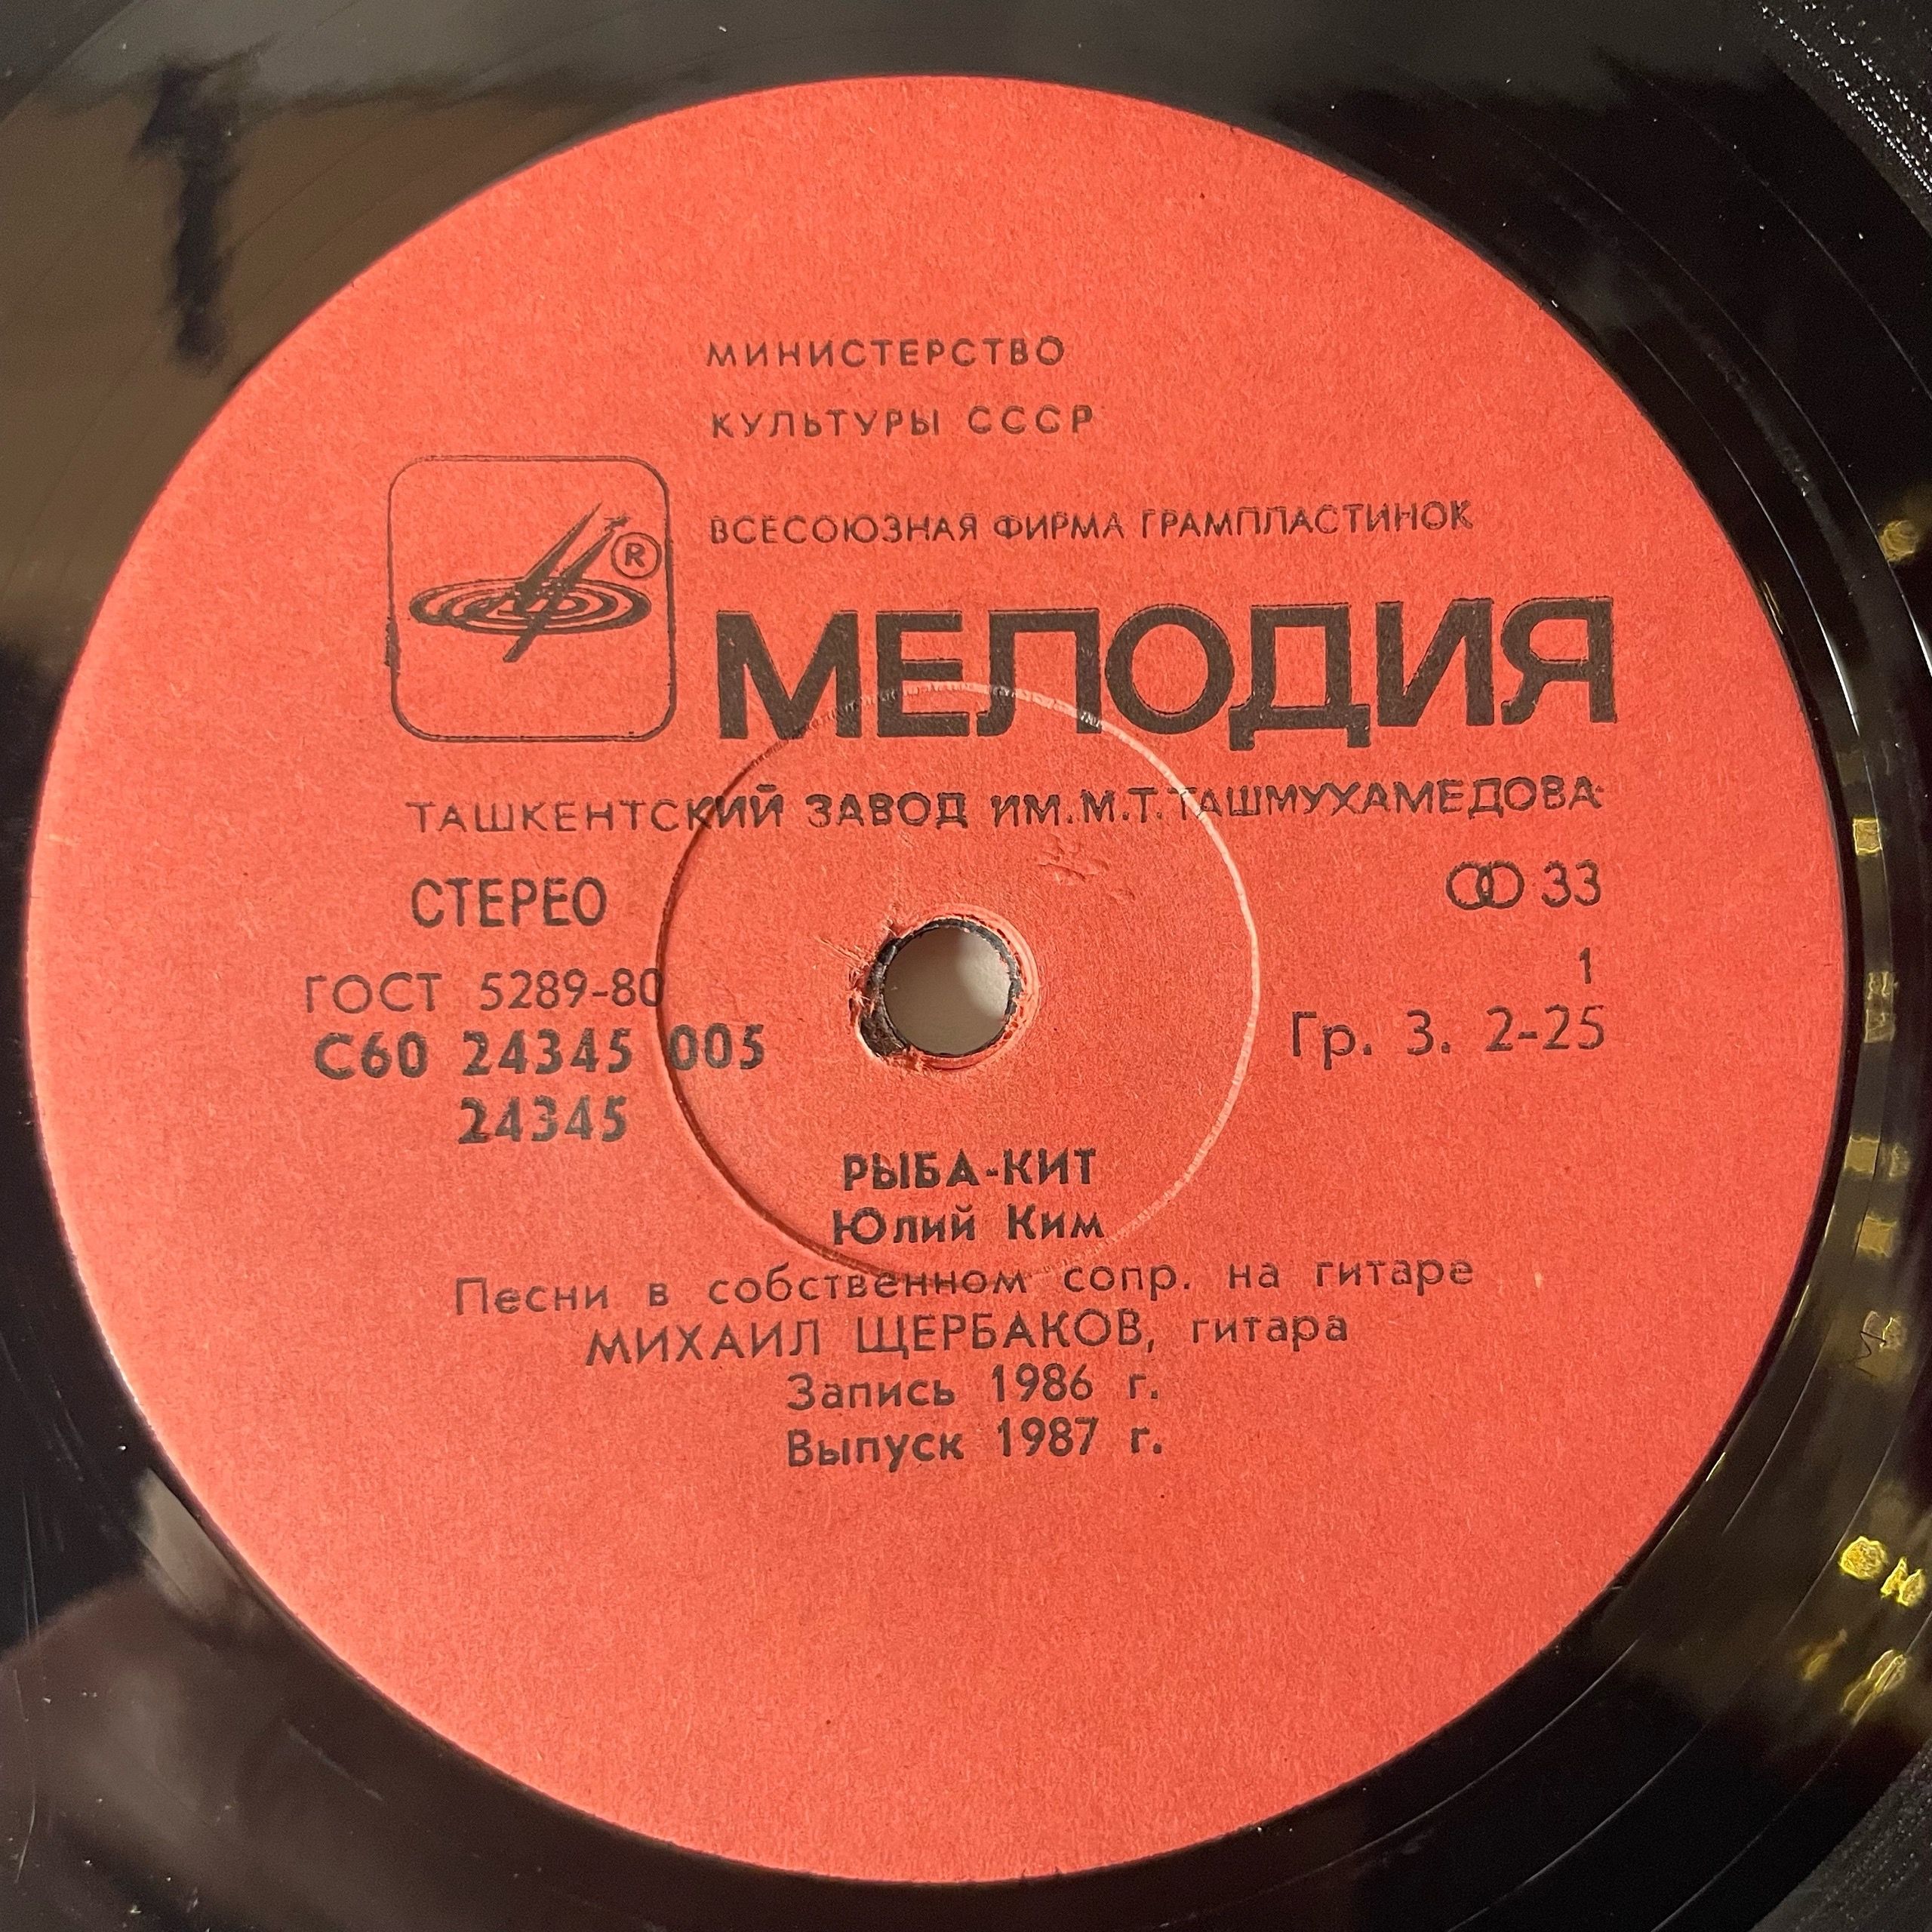 МИНИСТЕРСТВО
КУЛЬТУРЫ СССР
ВСЕСОЮЗНАЯ ФИРМА ГРАМПЛАСТИНОК
®
МЕЛОДИЯ
ТАШКЕНТСКИЙ ЗАВОД ИМ.М.Т.ТАШМУХАМЕДОВА
СТЕРЕО
33
ГОСТ 5289-80
1
С60 24345 005
Гр. 3. 2-25
24345
РЫБА-КИТ
Юлий Ким
Песни в собственном сопр. на гитаре
МИХАИЛ ЩЕРБАКОВ, гитара
Запись 1986 г.
Выпуск 1987 г.